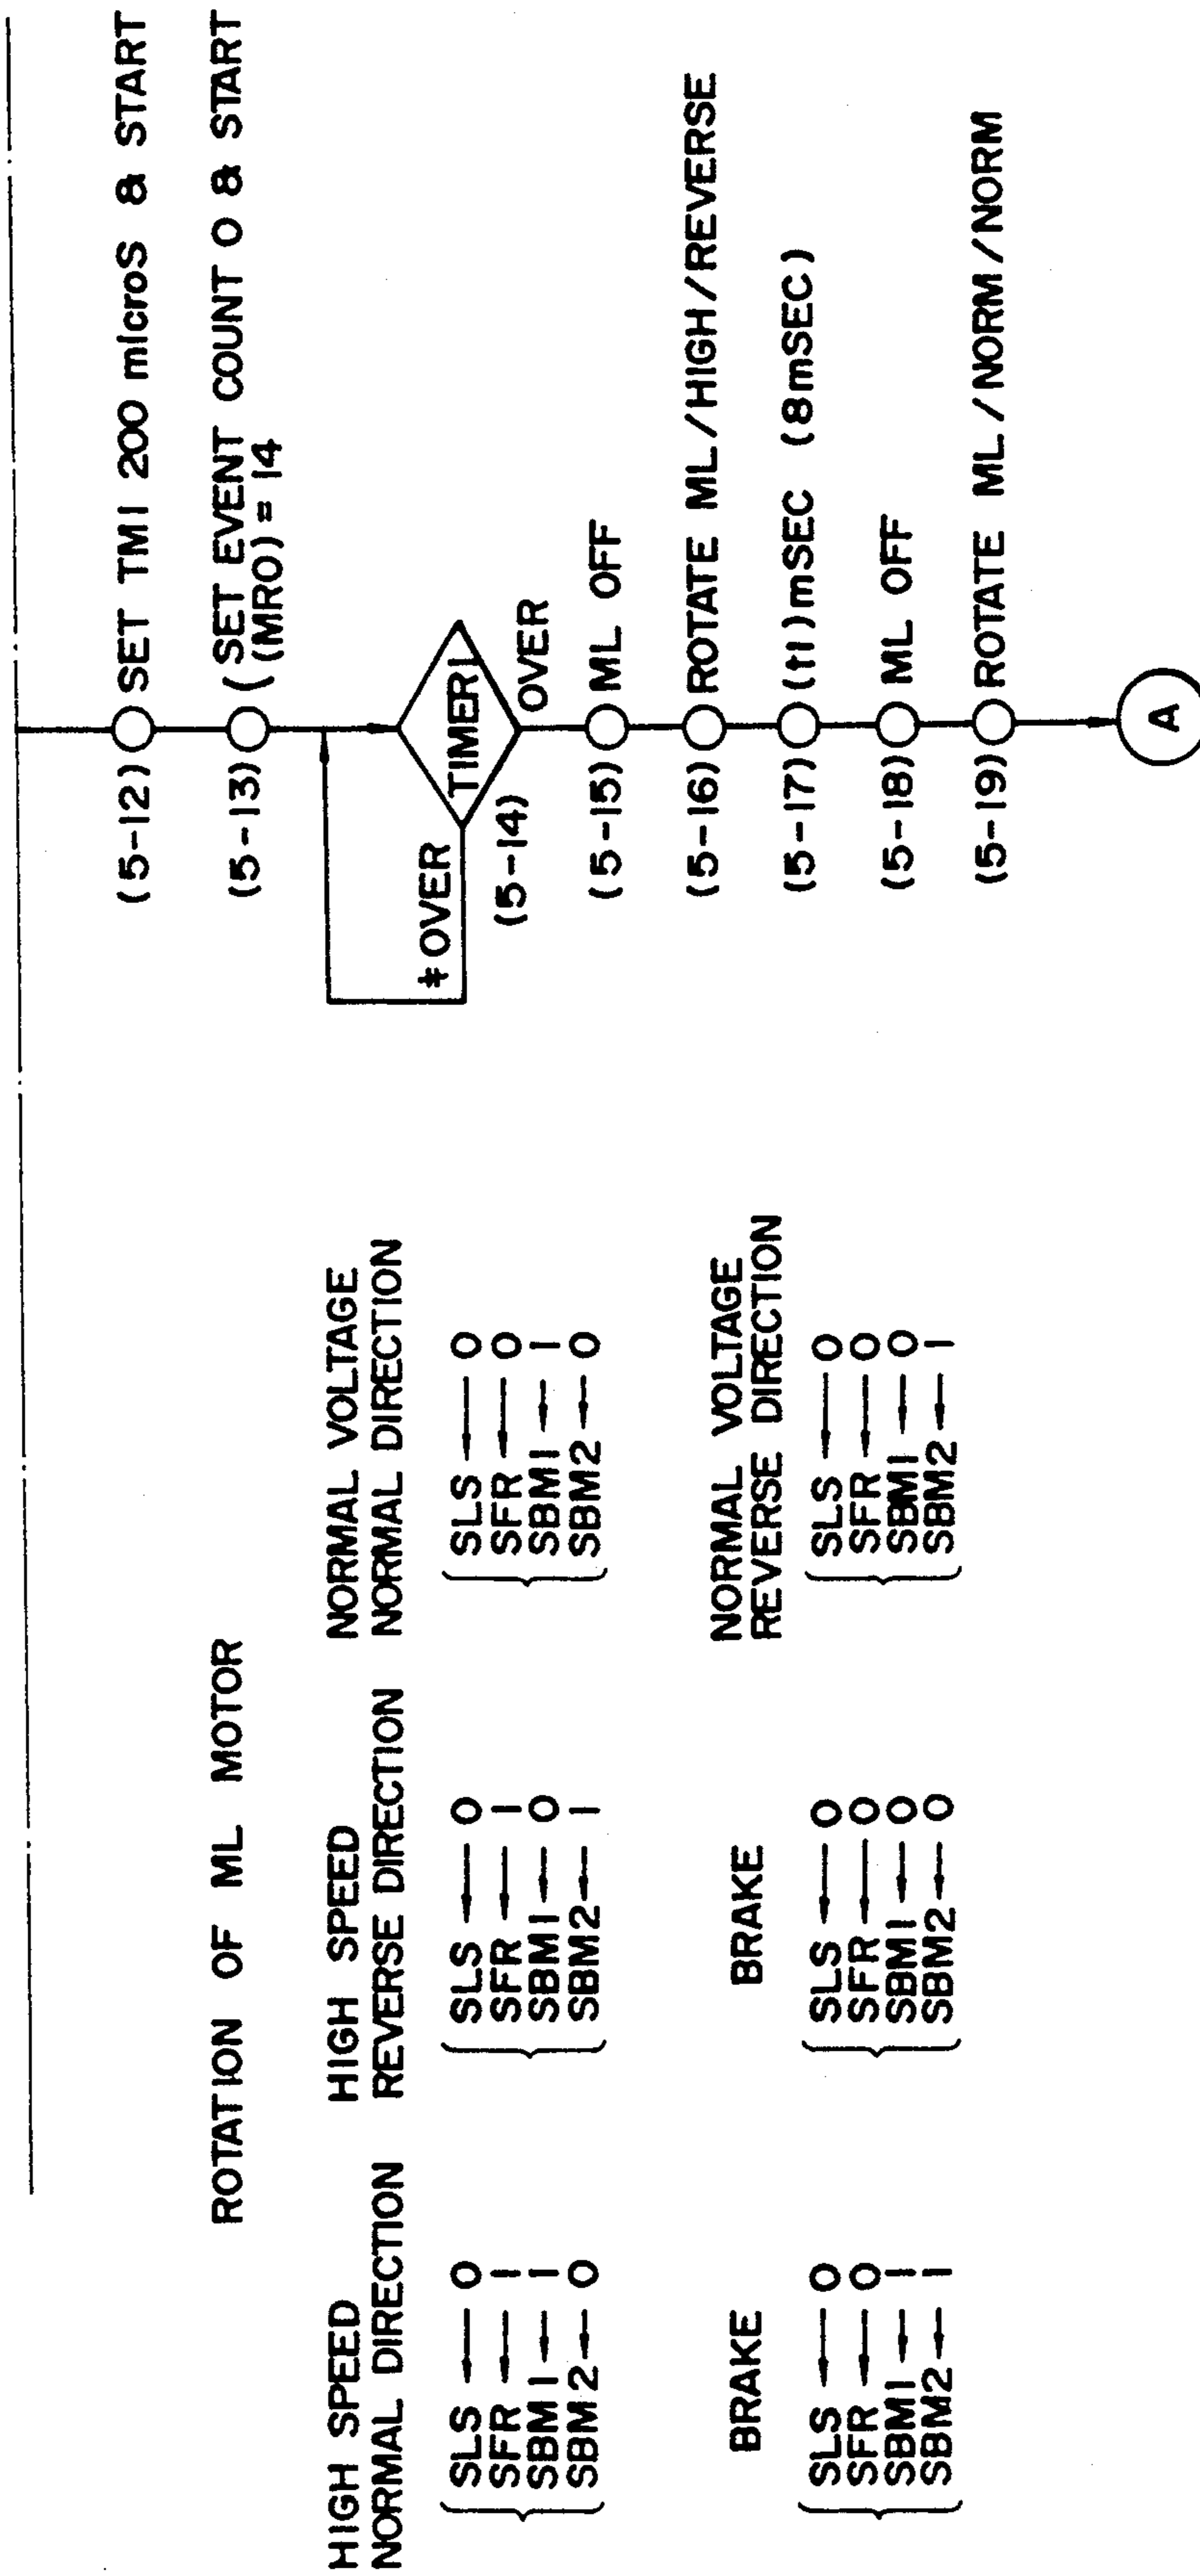 (5-12) SET TM1 200 microS & START
(5-13) (SET EVENT COUNT 0 & START
(MRO) = 14
≠OVER
TIMER1
(5-14)
OVER
(5-15) ML OFF
(5-16) ROTATE ML/HIGH/REVERSE
(5-17) (t1)mSEC (8mSEC)
(5-18) ML OFF
(5-19) ROTATE ML/NORM/NORM
A
ROTATION OF ML MOTOR
HIGH SPEED
NORMAL DIRECTION
SLS ← 0
SFR ← 1
SBM1 ← 1
SBM2 ← 0
HIGH SPEED
REVERSE DIRECTION
SLS ← 0
SFR ← 1
SBM1 ← 0
SBM2 ← 1
NORMAL VOLTAGE
NORMAL DIRECTION
SLS ← 0
SFR ← 0
SBM1 ← 1
SBM2 ← 0
BRAKE
SLS ← 0
SFR ← 0
SBM1 ← 1
SBM2 ← 1
BRAKE
SLS ← 0
SFR ← 0
SBM1 ← 0
SBM2 ← 0
NORMAL VOLTAGE
REVERSE DIRECTION
SLS ← 0
SFR ← 0
SBM1 ← 0
SBM2 ← 1